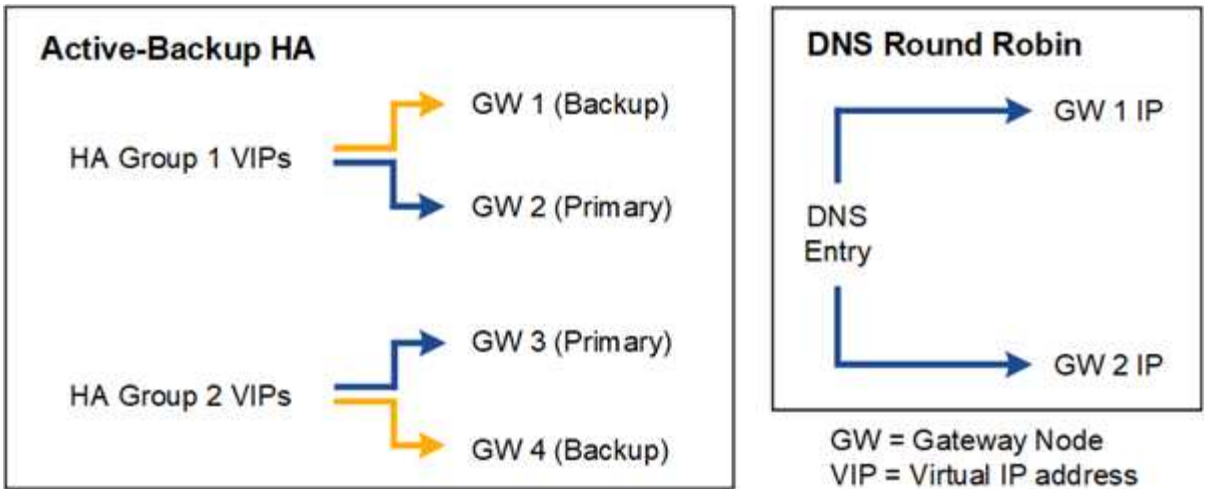 Active-Backup HA
HA Group 1 VIPs
GW 1 (Backup)
GW 2 (Primary)
HA Group 2 VIPs
GW 3 (Primary)
GW 4 (Backup)
DNS Round Robin
DNS
Entry
GW 1 IP
GW 2 IP
GW = Gateway Node
VIP = Virtual IP address